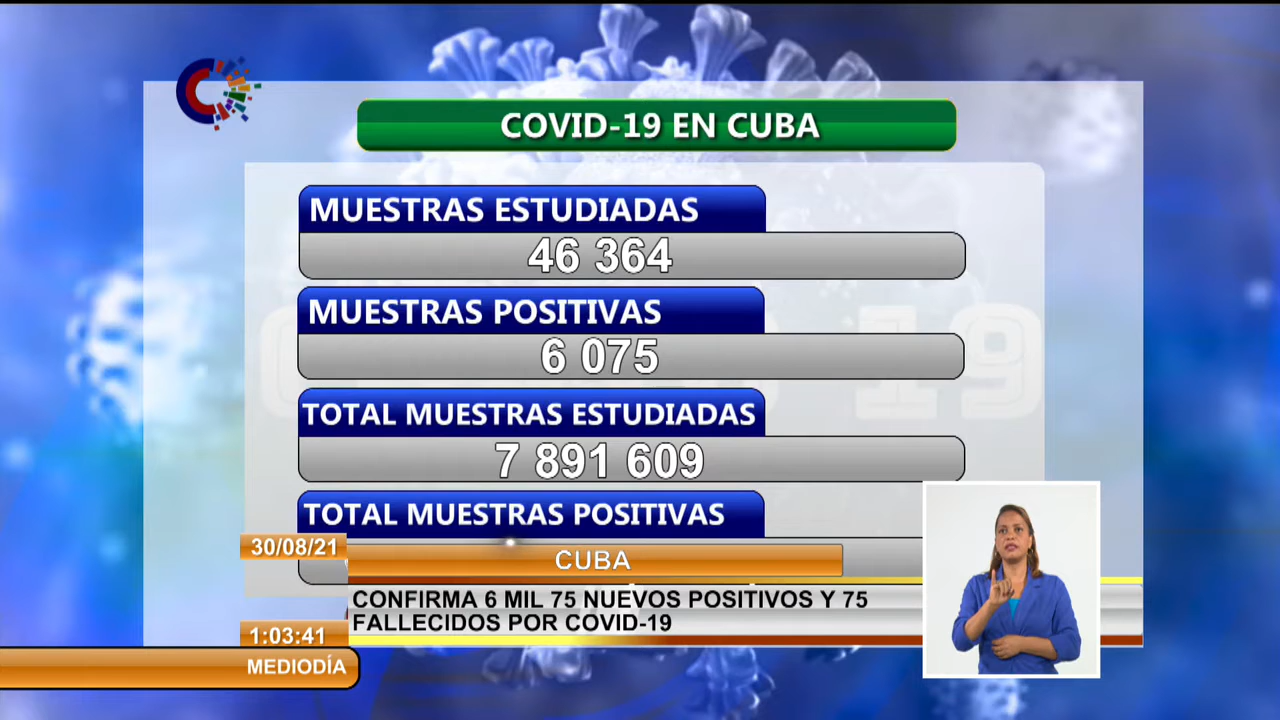 COVID-19 EN CUBA
MUESTRAS ESTUDIADAS
46 364
MUESTRAS POSITIVAS
6 075
TOTAL MUESTRAS ESTUDIADAS
7 891 609
TOTAL MUESTRAS POSITIVAS
30/08/21
CUBA
CONFIRMA 6 MIL 75 NUEVOS POSITIVOS Y 75
FALLECIDOS POR COVID-19
1:03:41
MEDIODÍA